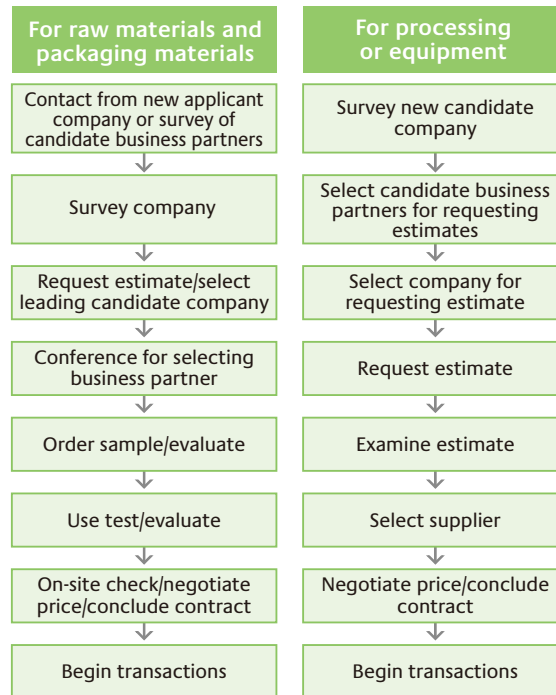 For raw materials and
packaging materials
Contact from new applicant
company or survey of
candidate business partners
Survey company
Request estimate/select
leading candidate company
Conference for selecting
business partner
Order sample/evaluate
Use test/evaluate
On-site check/negotiate
price/conclude contract
Begin transactions
For processing
or equipment
Survey new candidate
company
Select candidate business
partners for requesting
estimates
Select company for
requesting estimate
Request estimate
Examine estimate
Select supplier
Negotiate price/conclude
contract
Begin transactions